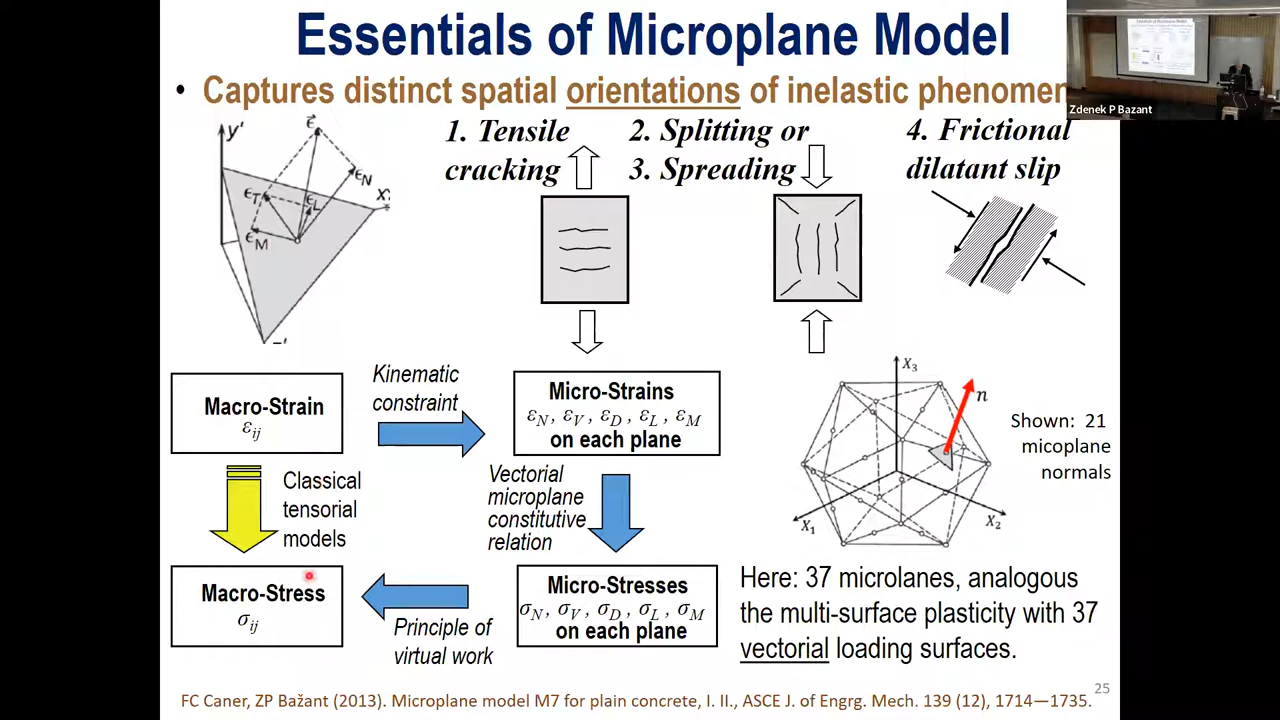 Essentials of Microplane Model
• Captures distinct spatial orientations of inelastic phenomen
Zdenek P Bazant
1. Tensile
cracking
2. Splitting or
3. Spreading
4. Frictional
dilatant slip
y'
ε
ε_N
x
ε_T
ε_L
ε_M
Macro-Strain
ε_ij
Kinematic
constraint
Micro-Strains
ε_N, ε_V, ε_D, ε_L, ε_M
on each plane
X_3
n
X_1
X_2
Shown: 21
micoplane
normals
Classical
tensorial
models
Vectorial
microplane
constitutive
relation
Macro-Stress
σ_ij
Principle of
virtual work
Micro-Stresses
σ_N, σ_V, σ_D, σ_L, σ_M
on each plane
Here: 37 microlanes, analogous
the multi-surface plasticity with 37
vectorial loading surfaces.
25
FC Caner, ZP Bažant (2013). Microplane model M7 for plain concrete, I. II., ASCE J. of Engrg. Mech. 139 (12), 1714—1735.